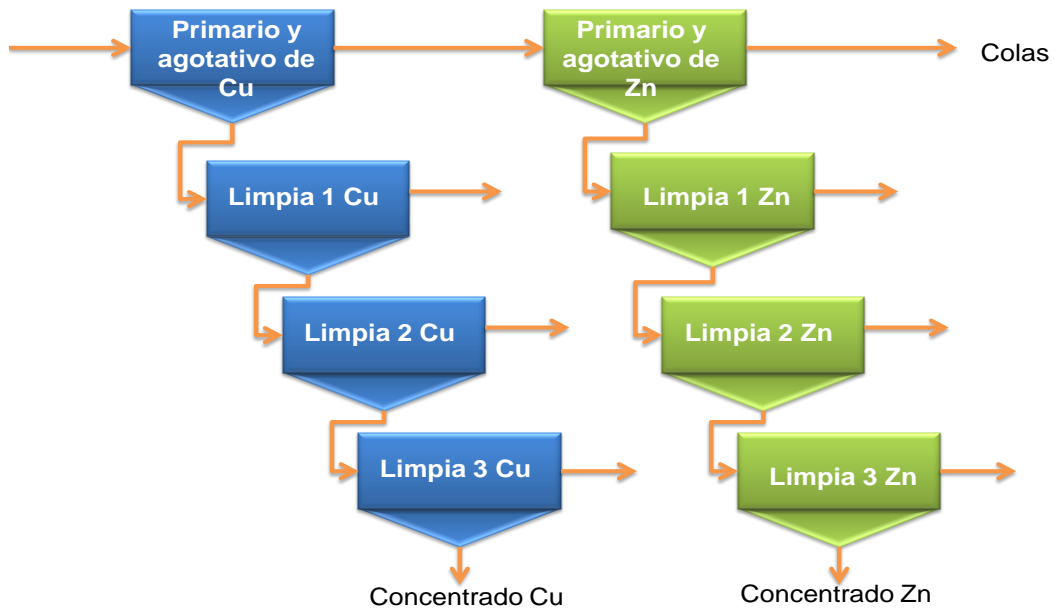 Primario y
agotativo de
Cu
Primario y
agotativo de
Zn
Colas
Limpia 1 Cu
Limpia 1 Zn
Limpia 2 Cu
Limpia 2 Zn
Limpia 3 Cu
Limpia 3 Zn
Concentrado Cu
Concentrado Zn